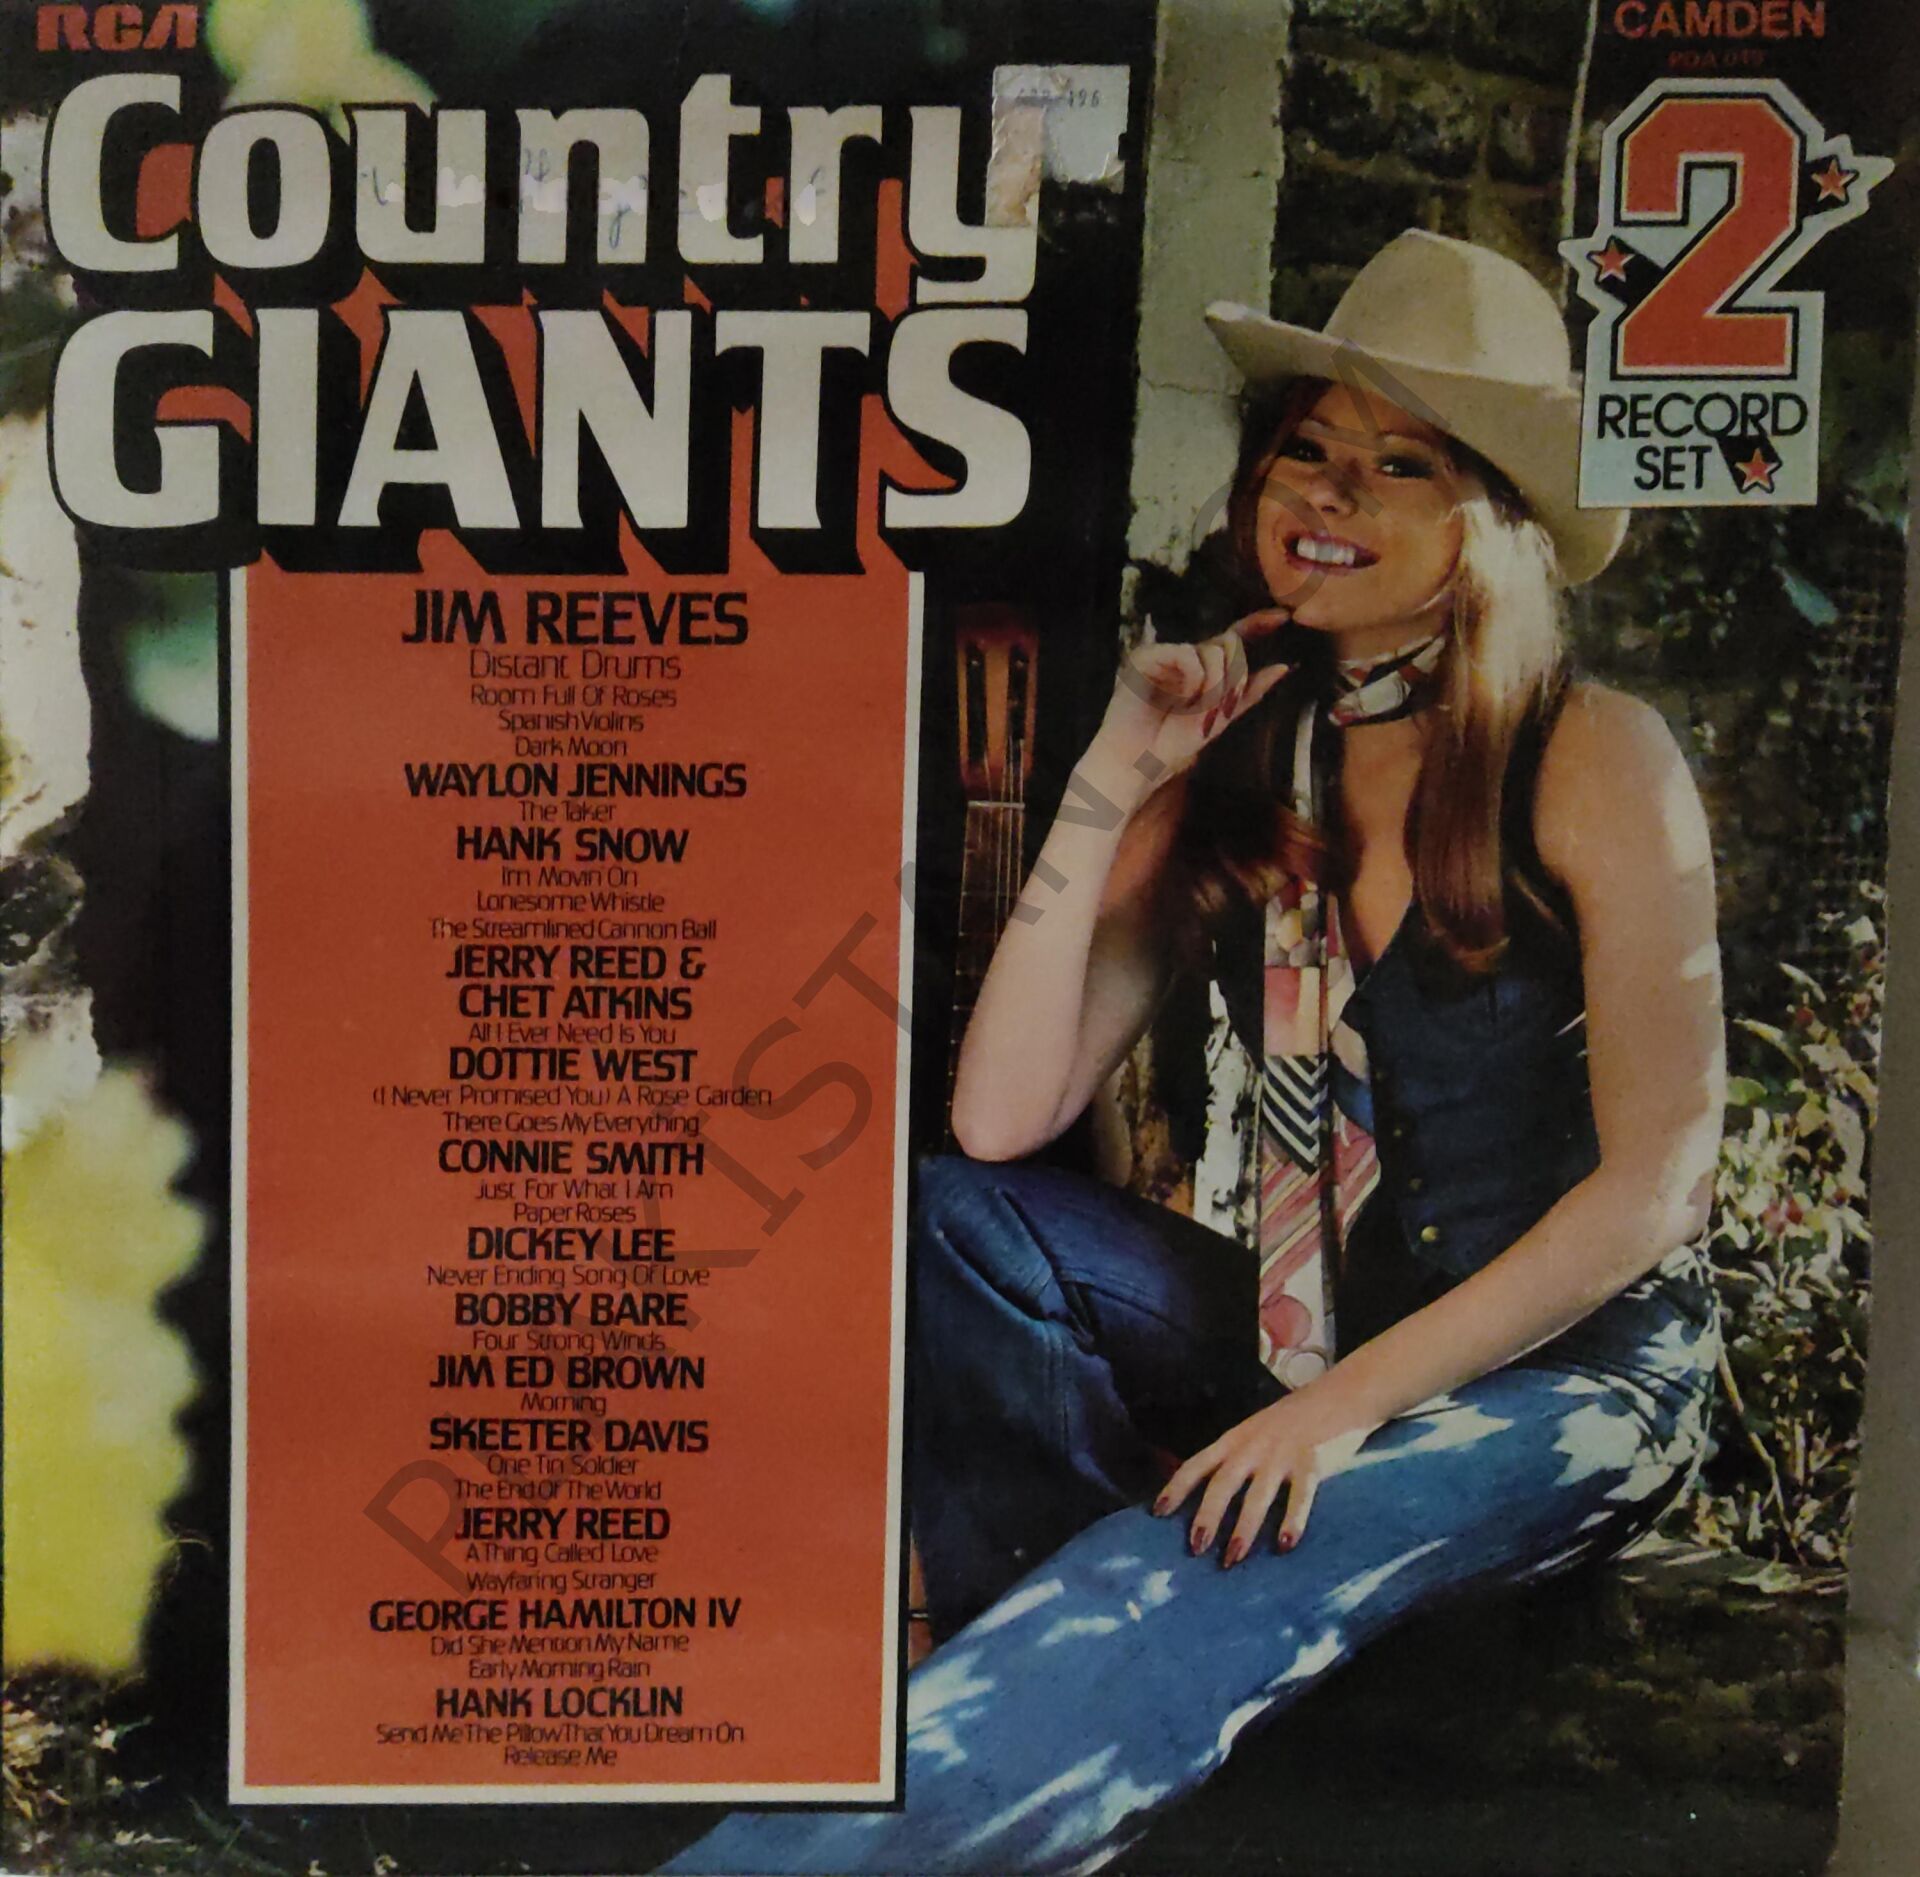 RCA
CAMDEN
PDA 019
Country
GIANTS
2
RECORD
SET
JIM REEVES
Distant Drums
Room Full Of Roses
Spanish Violins
Dark Moon
WAYLON JENNINGS
The Taker
HANK SNOW
I'm Movin' On
Lonesome Whistle
The Streamlined Cannon Ball
JERRY REED &
CHET ATKINS
All I Ever Need Is You
DOTTIE WEST
(I Never Promised You) A Rose Garden
There Goes My Everything
CONNIE SMITH
Just For What I Am
Paper Roses
DICKEY LEE
Never Ending Song Of Love
BOBBY BARE
Four Strong Winds
JIM ED BROWN
Morning
SKEETER DAVIS
One Tin Soldier
The End Of The World
JERRY REED
A Thing Called Love
Wayfaring Stranger
GEORGE HAMILTON IV
Did She Mention My Name
Early Morning Rain
HANK LOCKLIN
Send Me The Pillow That You Dream On
Release Me